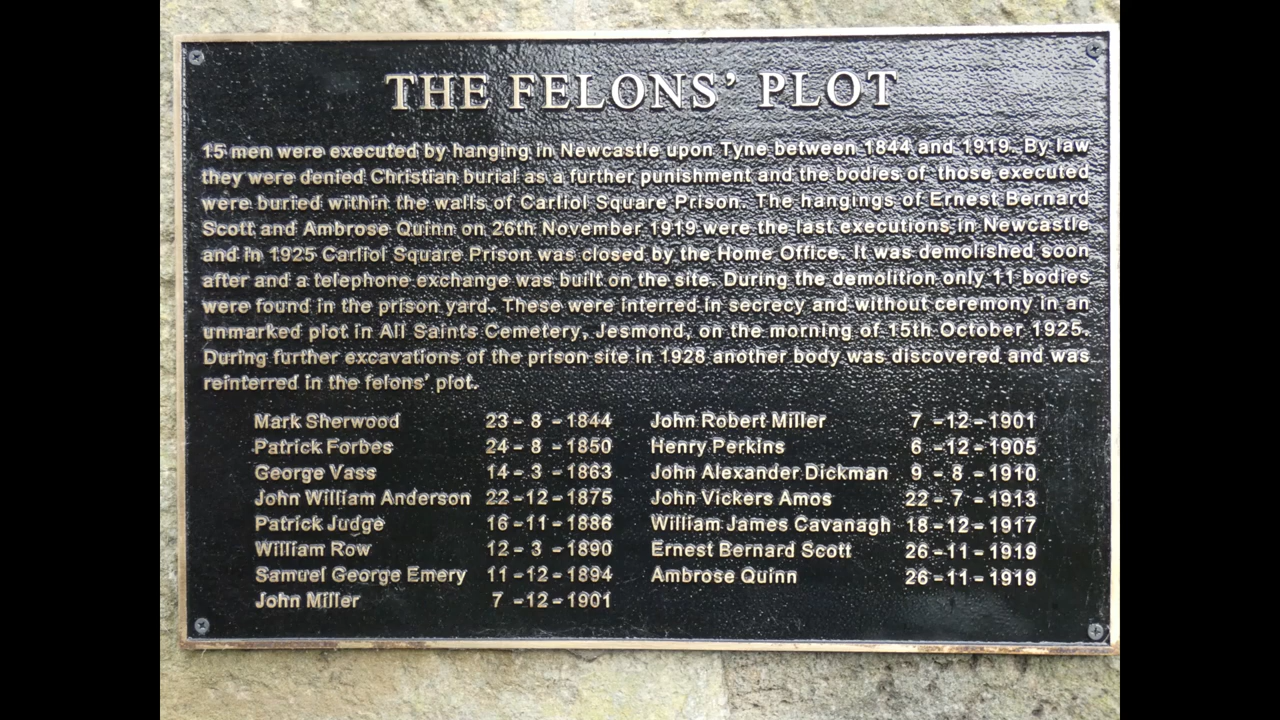 THE FELONS' PLOT
15 men were executed by hanging in Newcastle upon Tyne between 1844 and 1919. By law
they were denied Christian burial as a further punishment and the bodies of those executed
were buried within the walls of Carliol Square Prison. The hangings of Ernest Bernard
Scott and Ambrose Quinn on 26th November 1919 were the last executions in Newcastle
and in 1925 Carliol Square Prison was closed by the Home Office. It was demolished soon
after and a telephone exchange was built on the site. During the demolition only 11 bodies
were found in the prison yard. These were interred in secrecy and without ceremony in an
unmarked plot in All Saints Cemetery, Jesmond, on the morning of 15th October 1925.
During further excavations of the prison site in 1928 another body was discovered and was
reinterred in the felons' plot.
Mark Sherwood 23 - 8 - 1844 John Robert Miller 7 - 12 - 1901
Patrick Forbes 24 - 8 - 1850 Henry Perkins 6 - 12 - 1905
George Vass 14 - 3 - 1863 John Alexander Dickman 9 - 8 - 1910
John William Anderson 22 - 12 - 1875 John Vickers Amos 22 - 7 - 1913
Patrick Judge 16 - 11 - 1886 William James Cavanagh 18 - 12 - 1917
William Row 12 - 3 - 1890 Ernest Bernard Scott 26 - 11 - 1919
Samuel George Emery 11 - 12 - 1894 Ambrose Quinn 26 - 11 - 1919
John Miller 7 - 12 - 1901